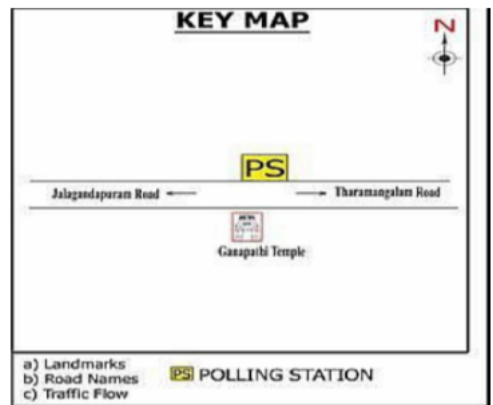 KEY MAP
N
PS
Jalagandapuram Road
Tharamangalam Road
Ganapathi Temple
a) Landmarks
b) Road Names
c) Traffic Flow
PS POLLING STATION